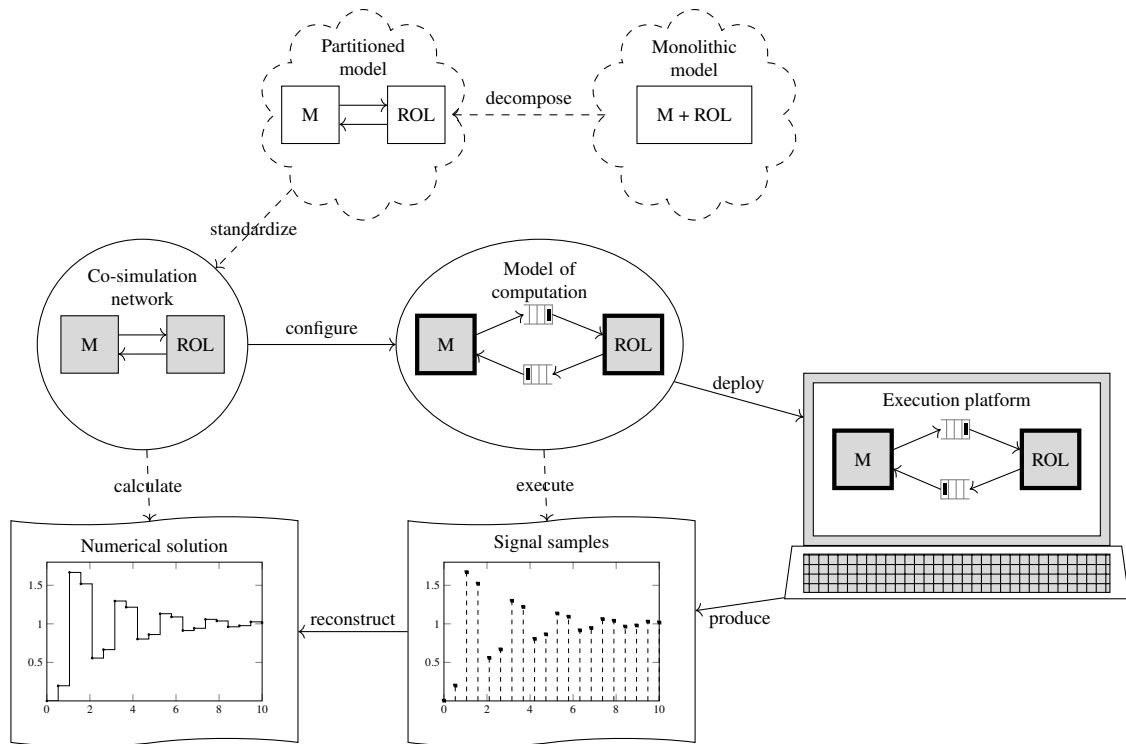 Partitioned
model
M
ROL
decompose
Monolithic
model
M + ROL
standardize
Co-simulation
network
M
ROL
configure
Model of
computation
M
ROL
deploy
Execution platform
M
ROL
calculate
execute
Numerical solution
1.5
1
0.5
0
2
4
6
8
10
reconstruct
Signal samples
1.5
1
0.5
0
2
4
6
8
10
produce